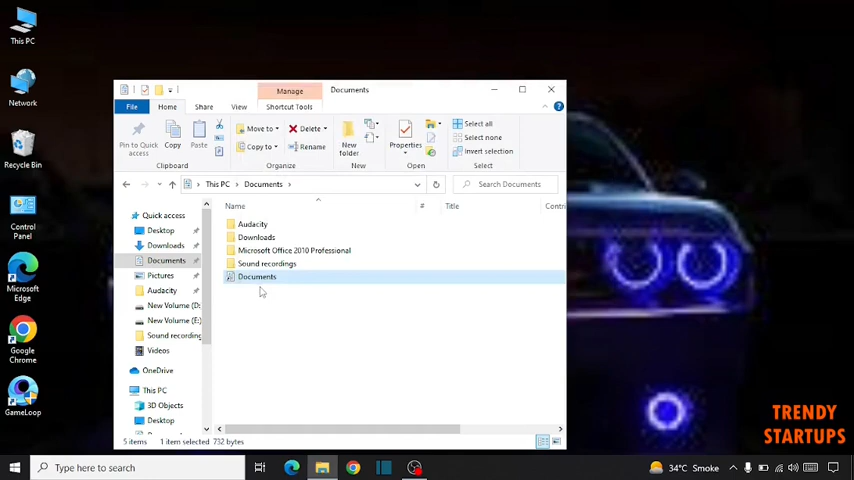 This PC
Network
Recycle Bin
Control
Panel
Microsoft
Edge
Google
Chrome
GameLoop
Manage
Documents
File
Home
Share
View
Shortcut Tools
Pin to Quick
access
Copy
Paste
Clipboard
Move to
Copy to
Delete
Rename
Organize
New
folder
New
Properties
Open
Select all
Select none
Invert selection
Select
This PC
Documents
Search Documents
Name
#
Title
Contri
Quick access
Desktop
Downloads
Documents
Pictures
Audacity
New Volume (D:
New Volume (E:)
Sound recording
Videos
OneDrive
This PC
3D Objects
Desktop
Audacity
Downloads
Microsoft Office 2010 Professional
Sound recordings
Documents
5 items
1 item selected 732 bytes
TRENDY
STARTUPS
Type here to search
34°C Smoke